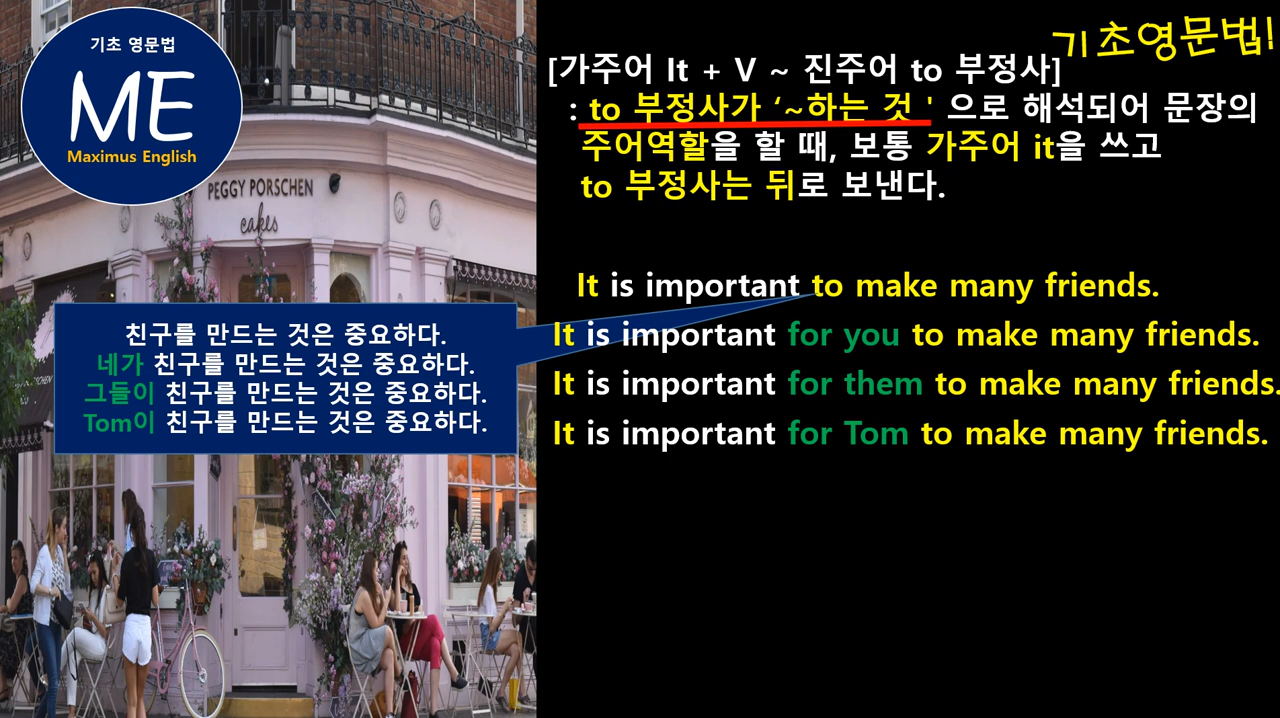 기초 영문법
ME
Maximus English
PEGGY PORSCHEN
cakes
기초영문법!
[가주어 It + V ~ 진주어 to 부정사]
: to 부정사가 ‘~하는 것 ' 으로 해석되어 문장의
주어역할을 할 때, 보통 가주어 it을 쓰고
to 부정사는 뒤로 보낸다.
It is important to make many friends.
It is important for you to make many friends.
It is important for them to make many friends.
It is important for Tom to make many friends.
친구를 만드는 것은 중요하다.
네가 친구를 만드는 것은 중요하다.
그들이 친구를 만드는 것은 중요하다.
Tom이 친구를 만드는 것은 중요하다.